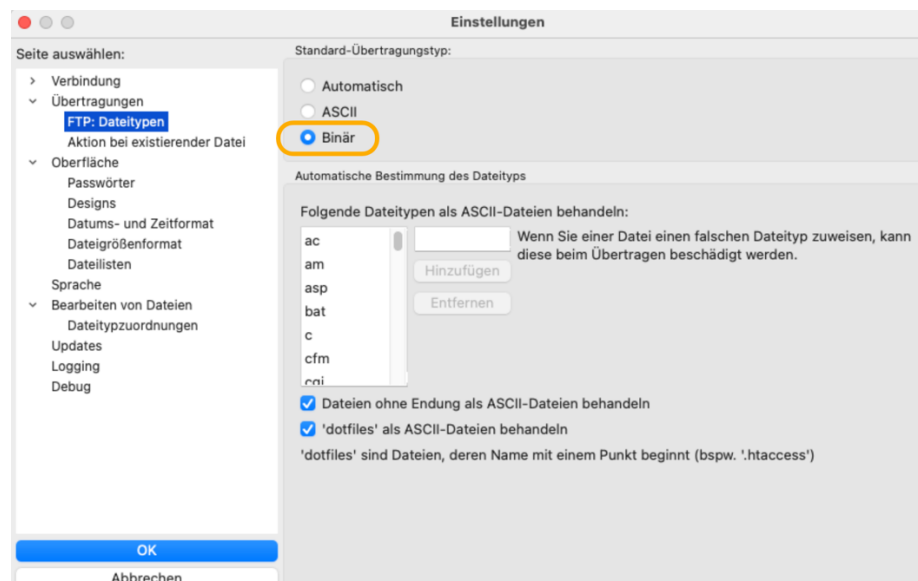 Einstellungen
Seite auswählen:
Verbindung
Übertragungen
FTP: Dateitypen
Aktion bei existierender Datei
Oberfläche
Passwörter
Designs
Datums- und Zeitformat
Dateigrößenformat
Dateilisten
Sprache
Bearbeiten von Dateien
Dateitypzuordnungen
Updates
Logging
Debug
OK
Abbrechen
Standard-Übertragungstyp:
Automatisch
ASCII
Binär
Automatische Bestimmung des Dateityps
Folgende Dateitypen als ASCII-Dateien behandeln:
ac
am
asp
bat
c
cfm
cgi
Hinzufügen
Entfernen
Wenn Sie einer Datei einen falschen Dateityp zuweisen, kann
diese beim Übertragen beschädigt werden.
Dateien ohne Endung als ASCII-Dateien behandeln
'dotfiles' als ASCII-Dateien behandeln
'dotfiles' sind Dateien, deren Name mit einem Punkt beginnt (bspw. '.htaccess')